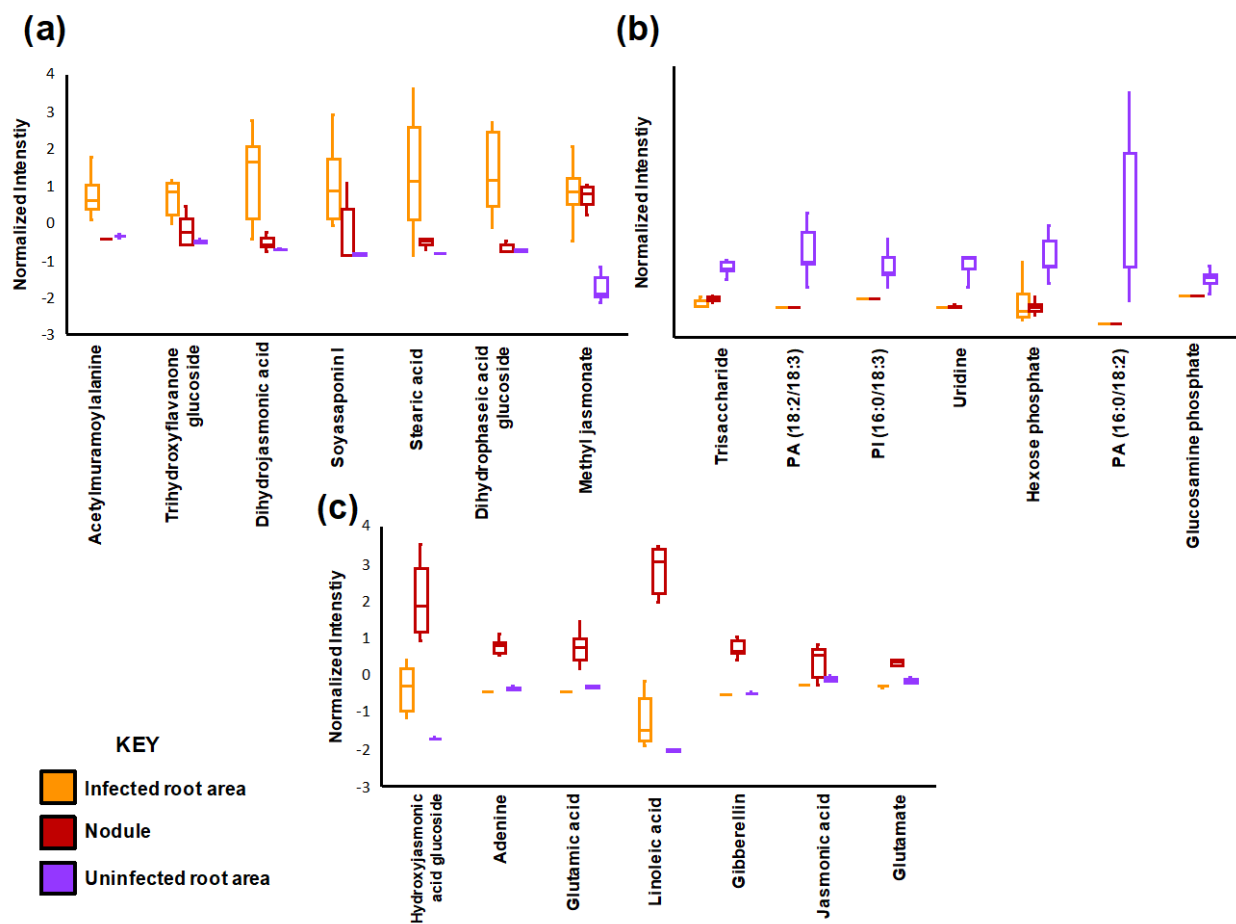 (a)
Normalized Intenstiy
4
3
2
1
0
-1
-2
-3
Acetylmuramoylalanine
Trihydroxyflavanone
glucoside
Dihydrojasmonic acid
Soyasaponin I
Stearic acid
Dihydrophaseic acid
glucoside
Methyl jasmonate
(b)
Normalized Intenstiy
Trisaccharide
PA (18:2/18:3)
PI (16:0/18:3)
Uridine
Hexose phosphate
PA (16:0/18:2)
Glucosamine phosphate
(c)
Normalized Intenstiy
4
3
2
1
0
-1
-2
-3
Hydroxyjasmonic
acid glucoside
Adenine
Glutamic acid
Linoleic acid
Gibberellin
Jasmonic acid
Glutamate
KEY
Infected root area
Nodule
Uninfected root area